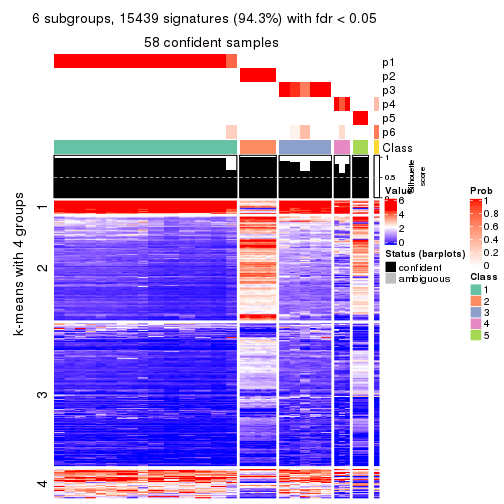 6 subgroups, 15439 signatures (94.3%) with fdr < 0.05
58 confident samples
p1
p2
p3
p4
p5
p6
Class
1
0.5
0
Silhouette
score
k-means with 4 groups
1
2
3
4
Value
6
4
2
0
Status (barplots)
confident
ambiguous
Prob
1
0.8
0.6
0.4
0.2
0
Class
1
2
3
4
5